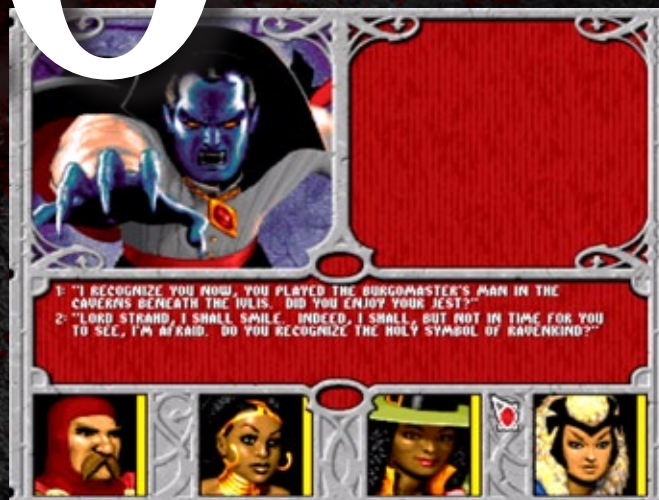 1: "I RECOGNIZE YOU NOW, YOU PLAYED THE BURGOMASTER'S MAN IN THE
CAVERNS BENEATH THE IVLIS. DID YOU ENJOY YOUR JEST?"
2: "LORD STRAHD, I SHALL SMILE. INDEED, I SHALL, BUT NOT IN TIME FOR YOU
TO SEE, I'M AFRAID. DO YOU RECOGNIZE THE HOLY SYMBOL OF RAVENKIND?"